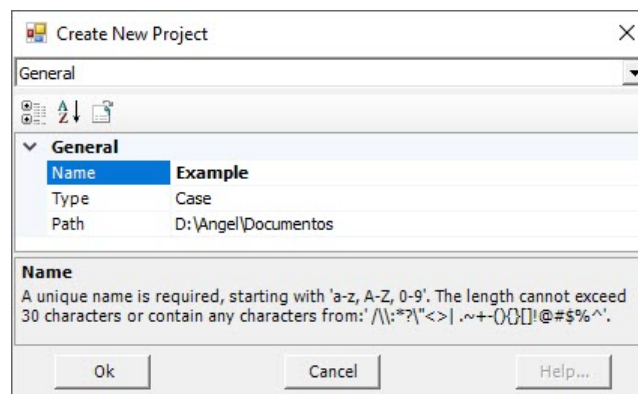 Create New Project
General
General
Name Example
Type Case
Path D:\Angel\Documentos
Name
A unique name is required, starting with 'a-z, A-Z, 0-9'. The length cannot exceed
30 characters or contain any characters from:' /\\:*?\"<>| .~+-(){}[]!@#$%^'.
Ok Cancel Help...